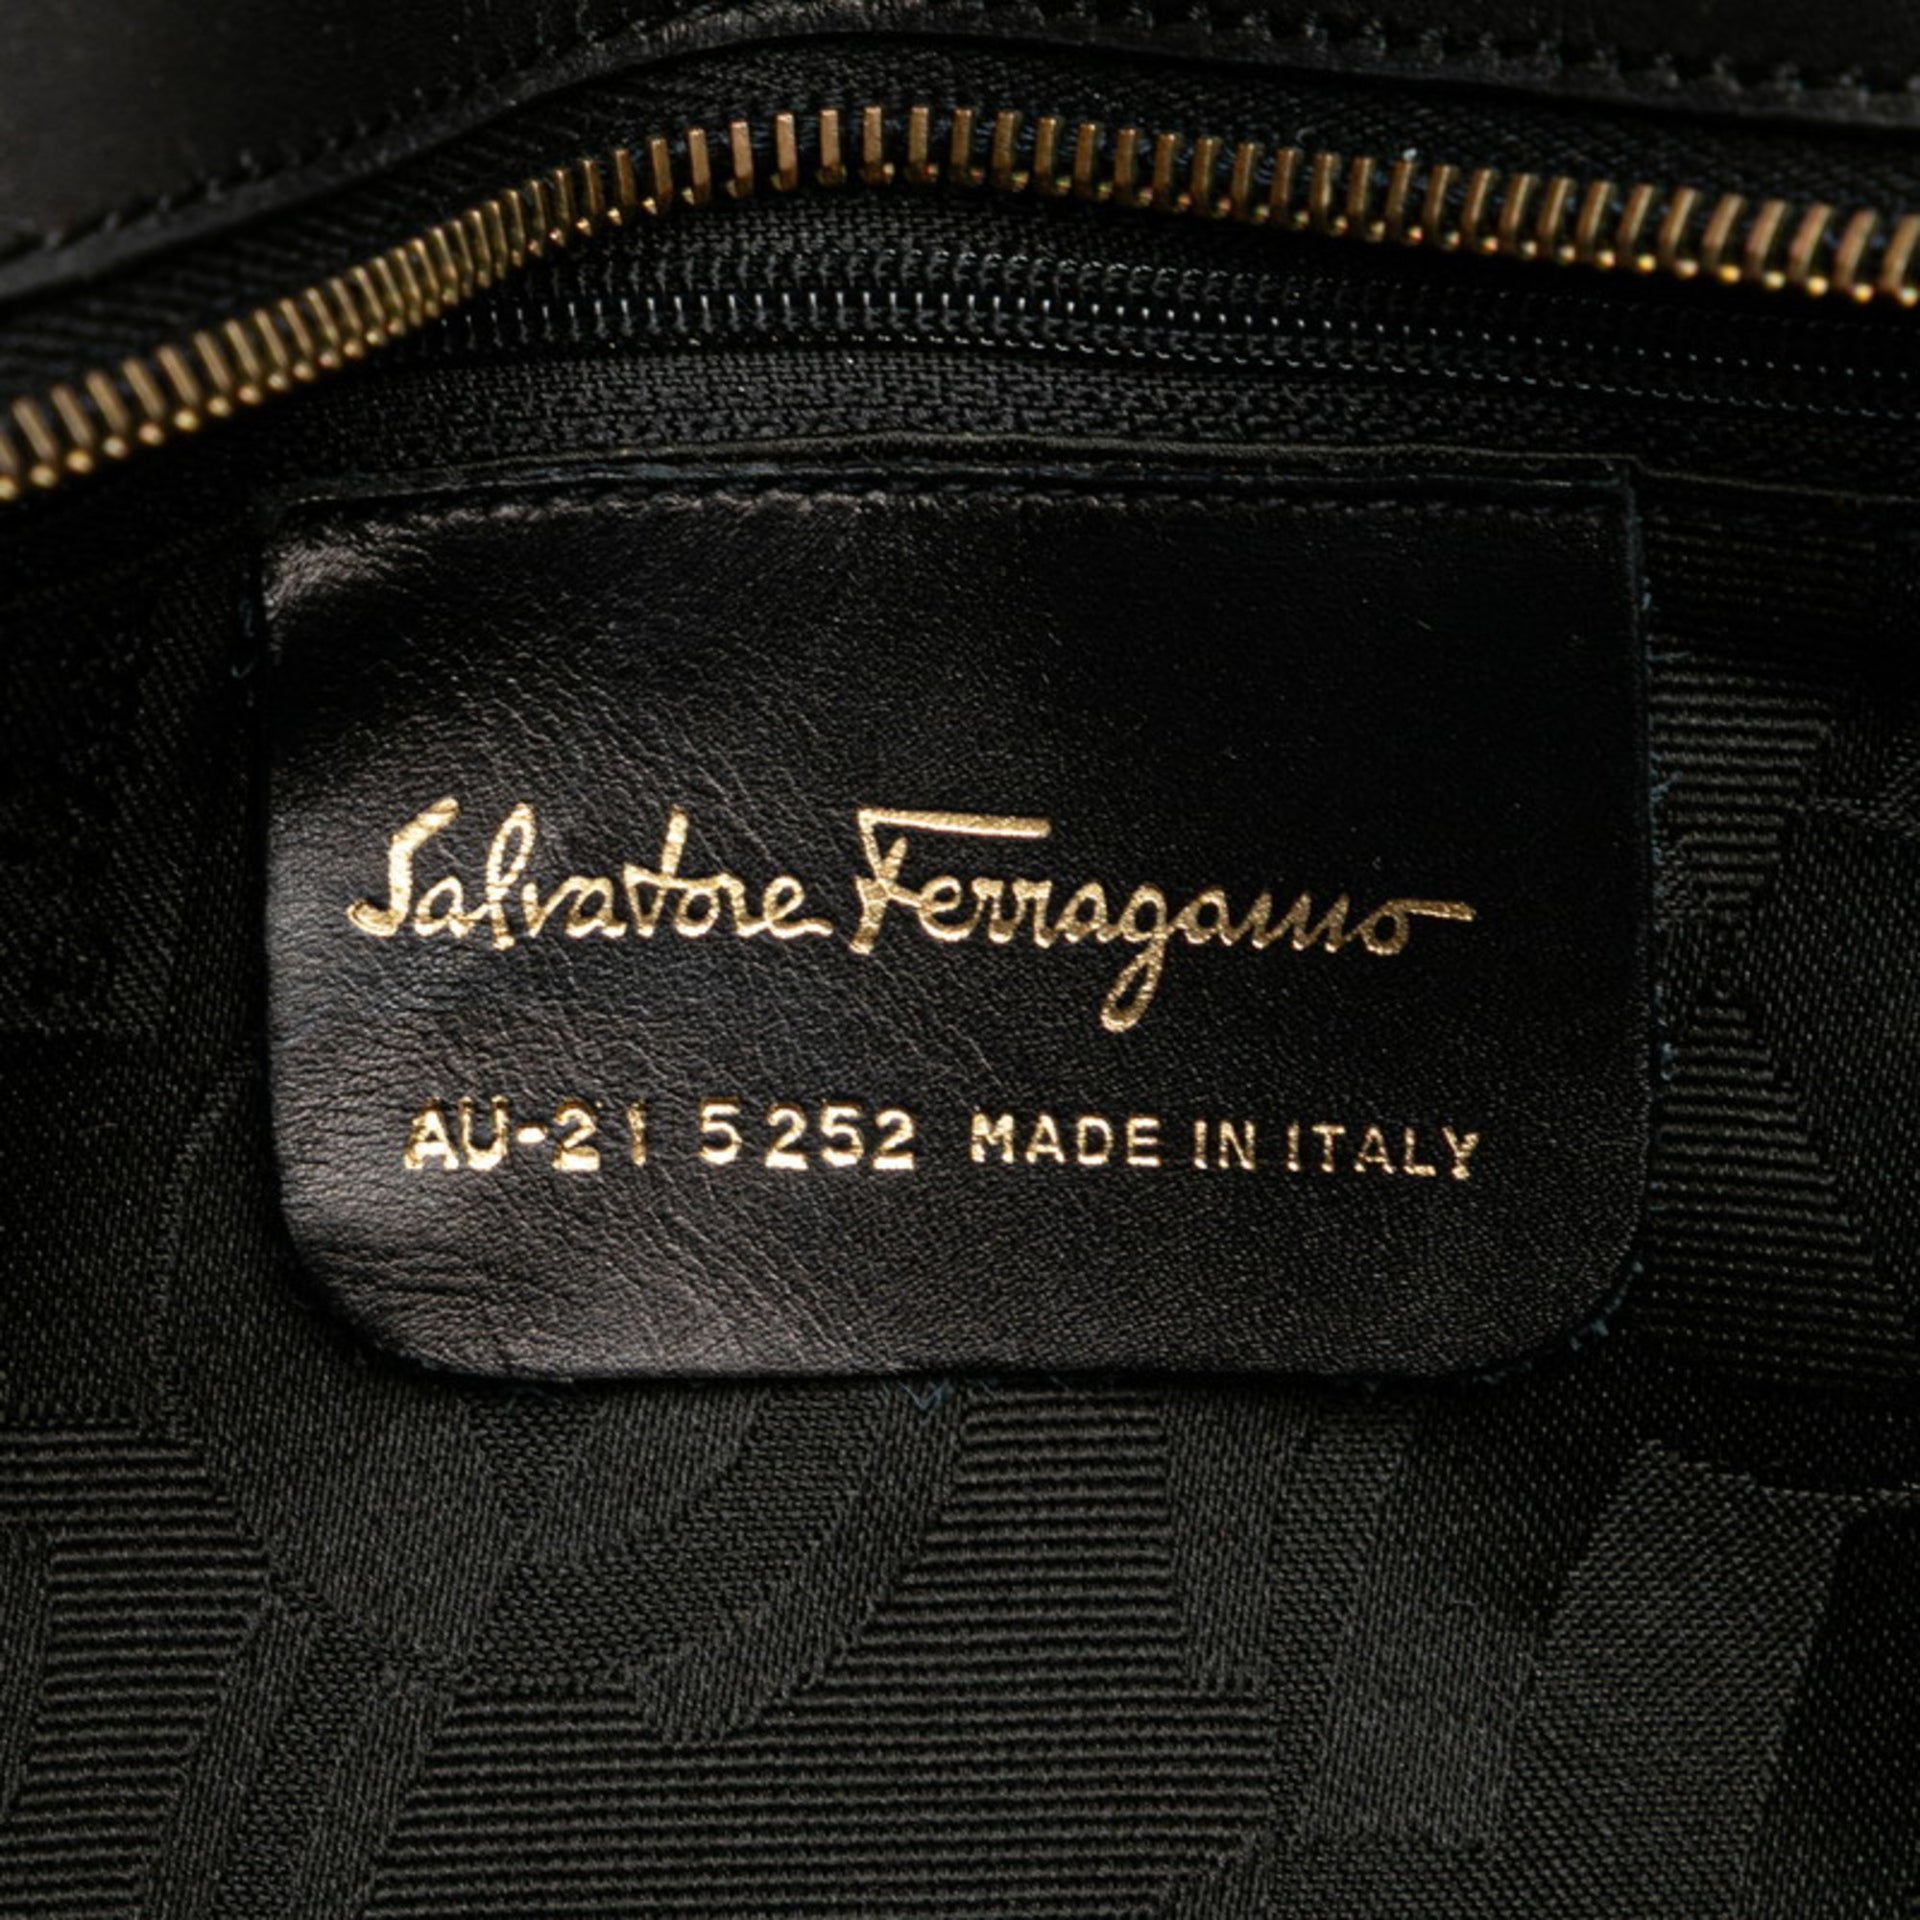 Salvatore Ferragamo
AU-21 5252 MADE IN ITALY